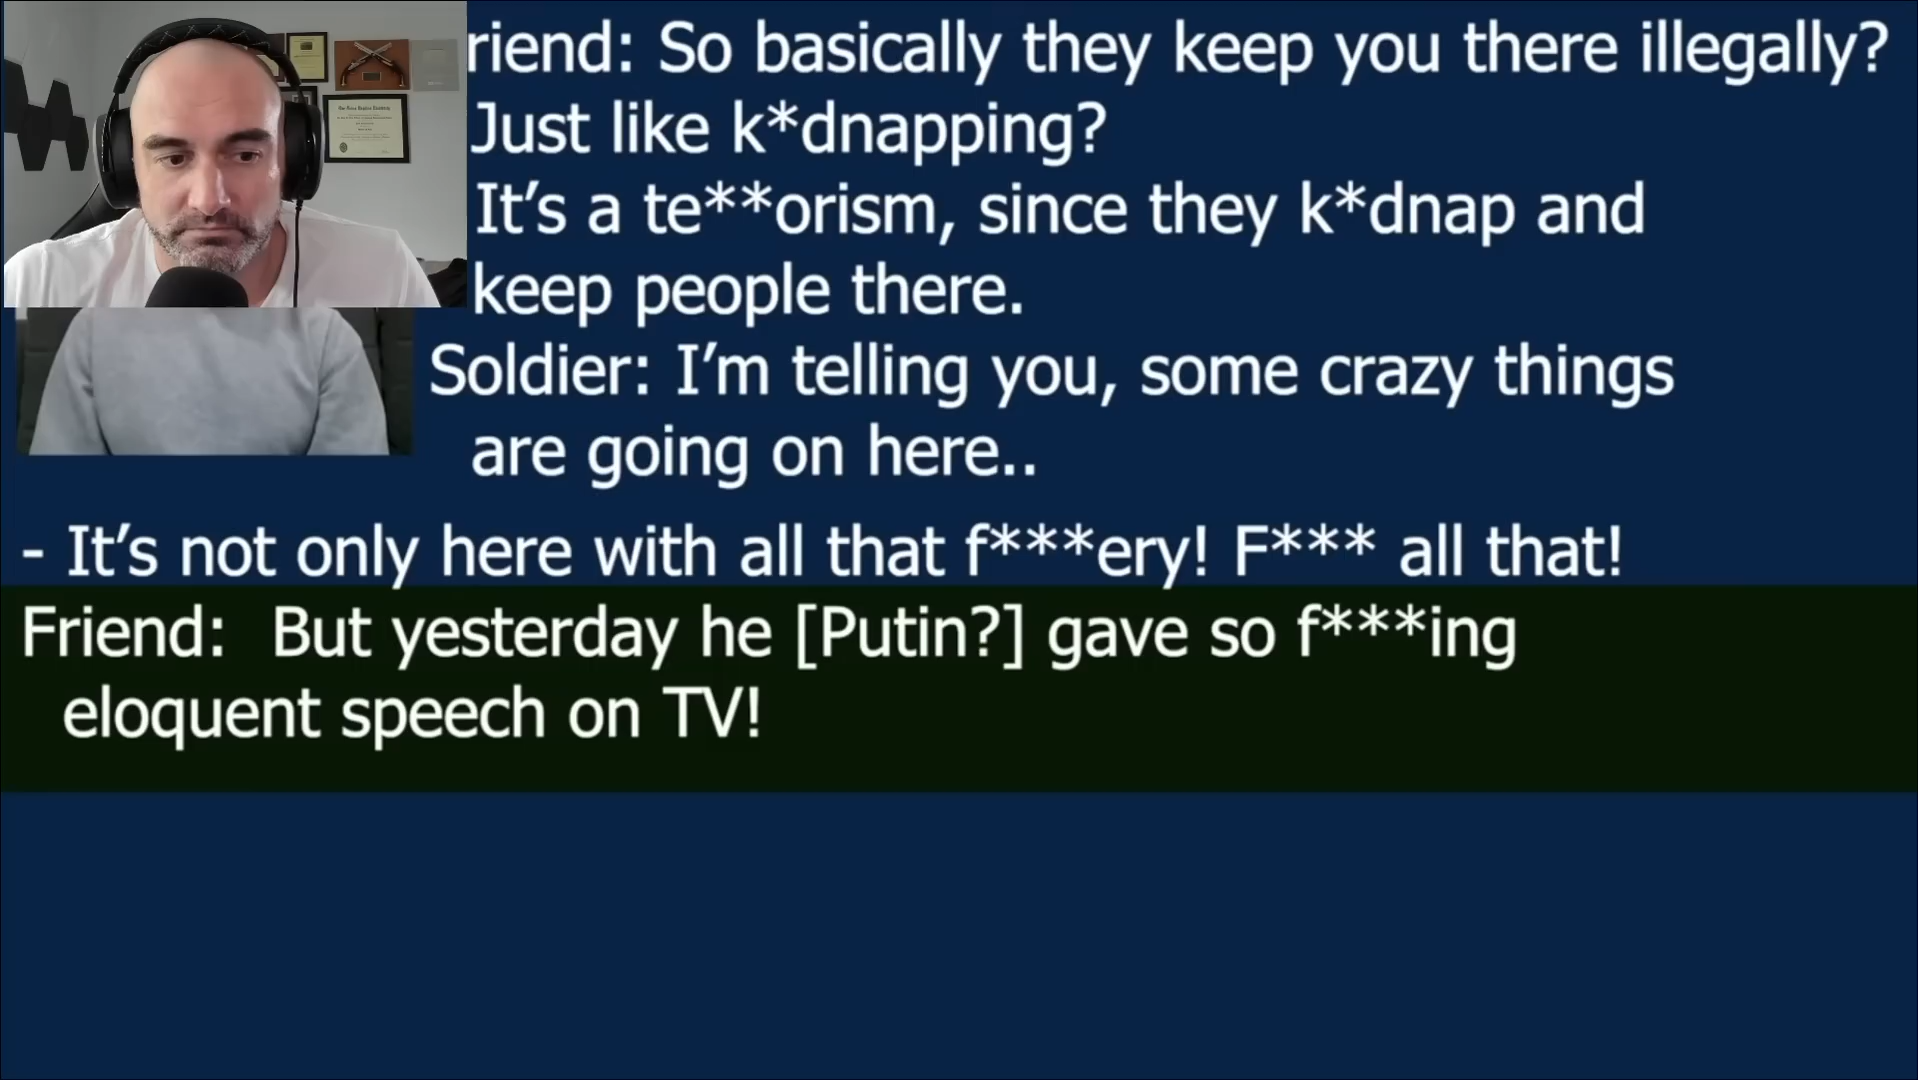 riend: So basically they keep you there illegally?
Just like k*dnapping?
It’s a te**orism, since they k*dnap and
keep people there.
Soldier: I’m telling you, some crazy things
are going on here..
- It’s not only here with all that f***ery! F*** all that!
Friend: But yesterday he [Putin?] gave so f***ing
eloquent speech on TV!